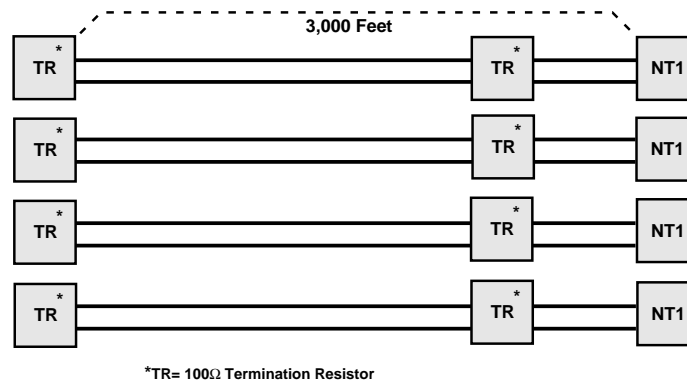 3,000 Feet
TR* TR* NT1
TR* TR* NT1
TR* TR* NT1
TR* TR* NT1
*TR= 100Ω Termination Resistor